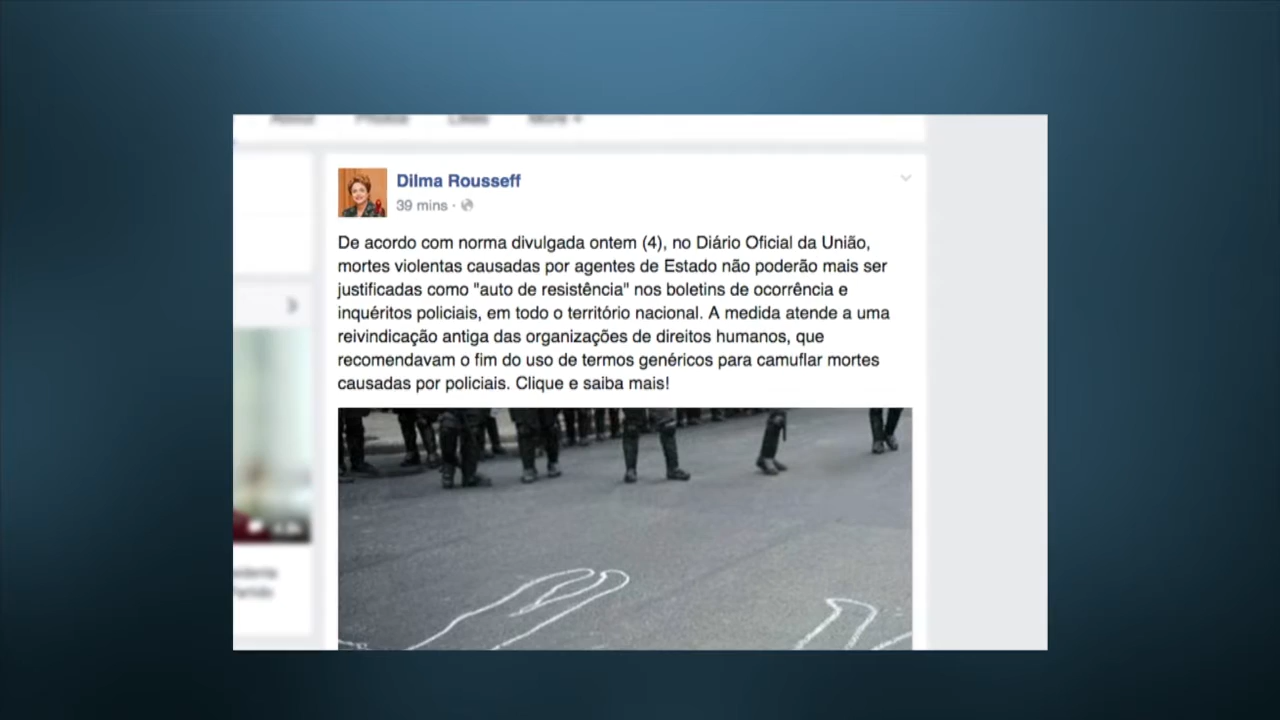 Dilma Rousseff
39 mins ·
De acordo com norma divulgada ontem (4), no Diário Oficial da União,
mortes violentas causadas por agentes de Estado não poderão mais ser
justificadas como "auto de resistência" nos boletins de ocorrência e
inquéritos policiais, em todo o território nacional. A medida atende a uma
reivindicação antiga das organizações de direitos humanos, que
recomendavam o fim do uso de termos genéricos para camuflar mortes
causadas por policiais. Clique e saiba mais!